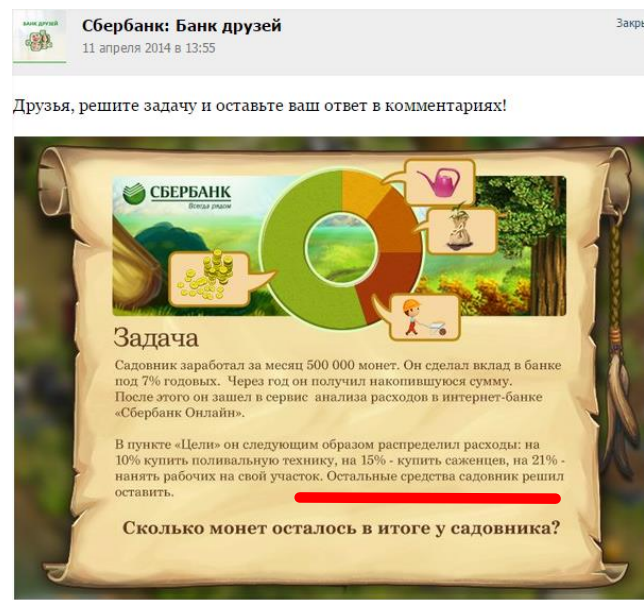 БАНК ДРУЗЕЙ
Сбербанк: Банк друзей
Закры
11 апреля 2014 в 13:55
Друзья, решите задачу и оставьте ваш ответ в комментариях!
СБЕРБАНК
Всегда рядом
Задача
Садовник заработал за месяц 500 000 монет. Он сделал вклад в банке
под 7% годовых. Через год он получил накопившуюся сумму.
После этого он зашел в сервис анализа расходов в интернет-банке
«Сбербанк Онлайн».
В пункте «Цели» он следующим образом распределил расходы: на
10% купить поливальную технику, на 15% - купить саженцев, на 21% -
нанять рабочих на свой участок. Остальные средства садовник решил
оставить.
Сколько монет осталось в итоге у садовника?